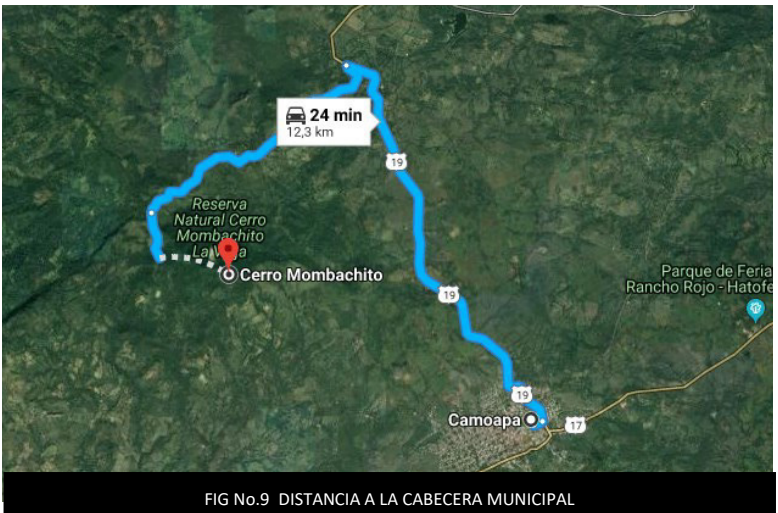 24 min
12,3 km
19
Reserva
Natural Cerro
Mombachito
La
Cerro Mombachito
Parque de Feria
Rancho Rojo - Hatofe
19
19
Camoapa
17
FIG No.9 DISTANCIA A LA CABECERA MUNICIPAL